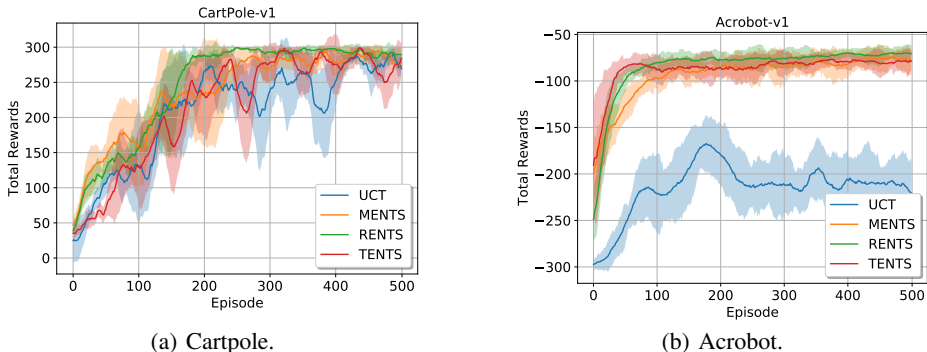 CartPole-v1
300
250
200
150
100
50
0
Total Rewards
UCT
MENTS
RENTS
TENTS
0 100 200 300 400 500
Episode
(a) Cartpole.
Acrobot-v1
−50
−100
−150
−200
−250
−300
Total Rewards
UCT
MENTS
RENTS
TENTS
0 100 200 300 400 500
Episode
(b) Acrobot.